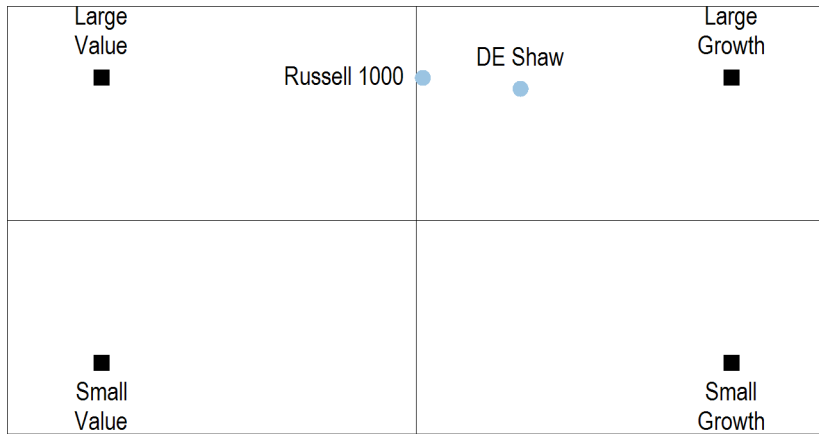 Large
Value
Large
Growth
DE Shaw
Russell 1000
Small
Value
Small
Growth